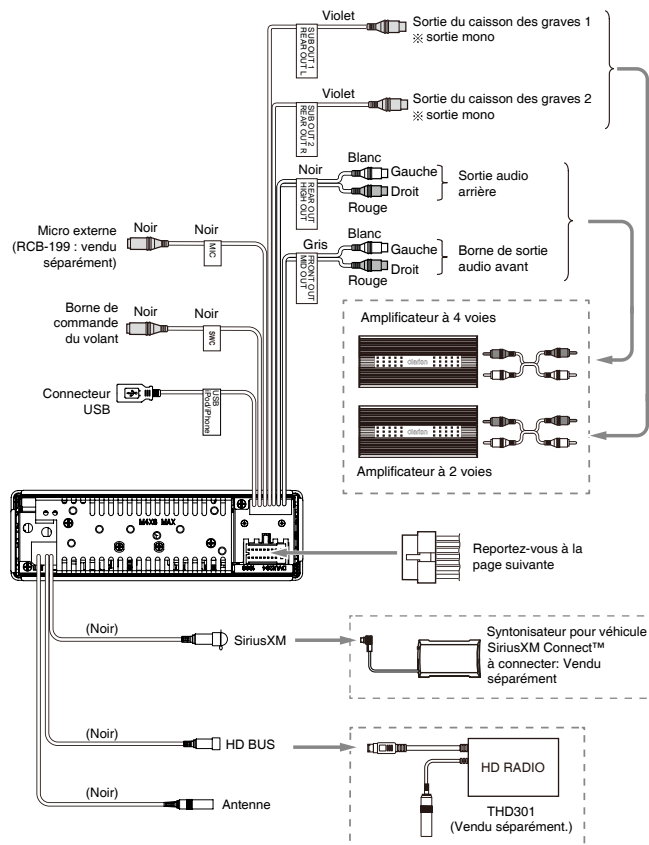 Violet
Sortie du caisson des graves 1
※ sortie mono
SUB OUT 1
REAR OUT L
Violet
Sortie du caisson des graves 2
※ sortie mono
SUB OUT 2
REAR OUT R
Noir
Blanc
Gauche
Droit
Rouge
Sortie audio
arrière
REAR OUT
HIGH OUT
Gris
Blanc
Gauche
Droit
Rouge
Borne de sortie
audio avant
FRONT OUT
MID OUT
Micro externe
(RCB-199 : vendu
séparément)
Noir
Noir
MIC
Borne de
commande
du volant
Noir
Noir
SWC
Connecteur
USB
USB
iPod/iPhone
Amplificateur à 4 voies
clarion
clarion
Amplificateur à 2 voies
M4X6 MAX
Reportez-vous à la
page suivante
(Noir)
SiriusXM
Syntonisateur pour véhicule
SiriusXM Connect™
à connecter: Vendu
séparément
(Noir)
HD BUS
HD RADIO
THD301
(Vendu séparément.)
(Noir)
Antenne